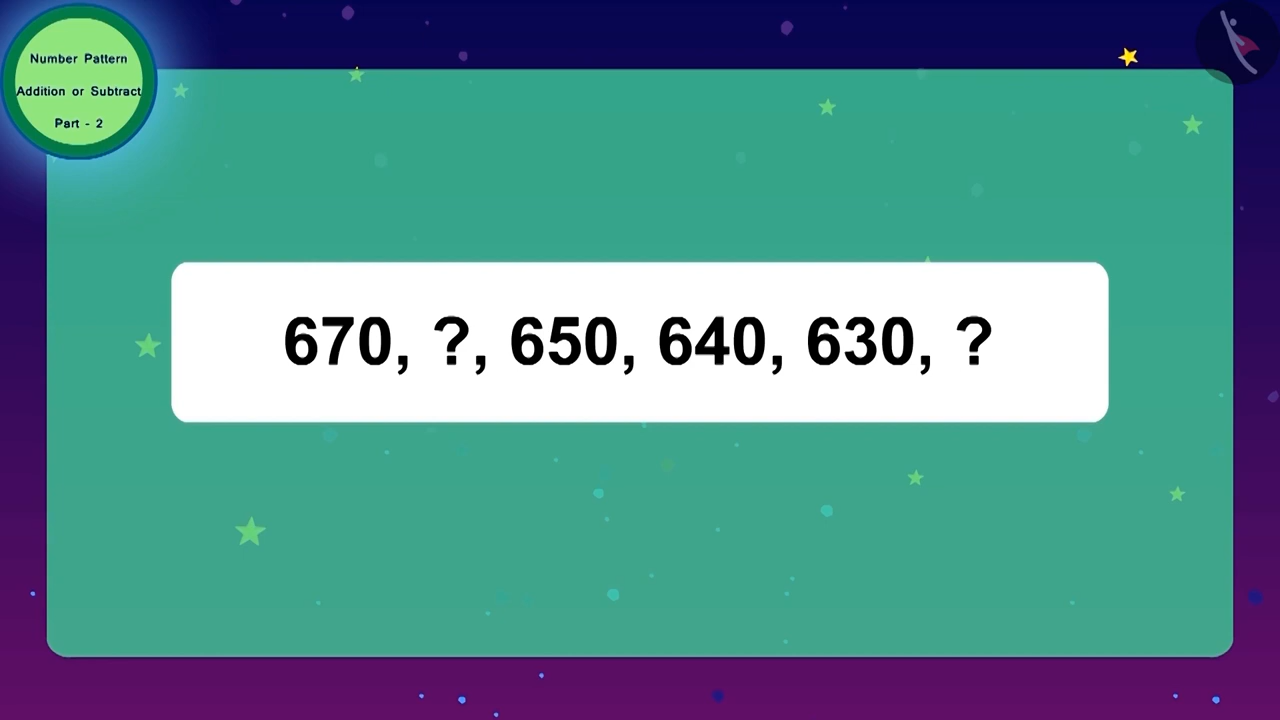 Number Pattern
Addition or Subtract
Part - 2
670, ?, 650, 640, 630, ?